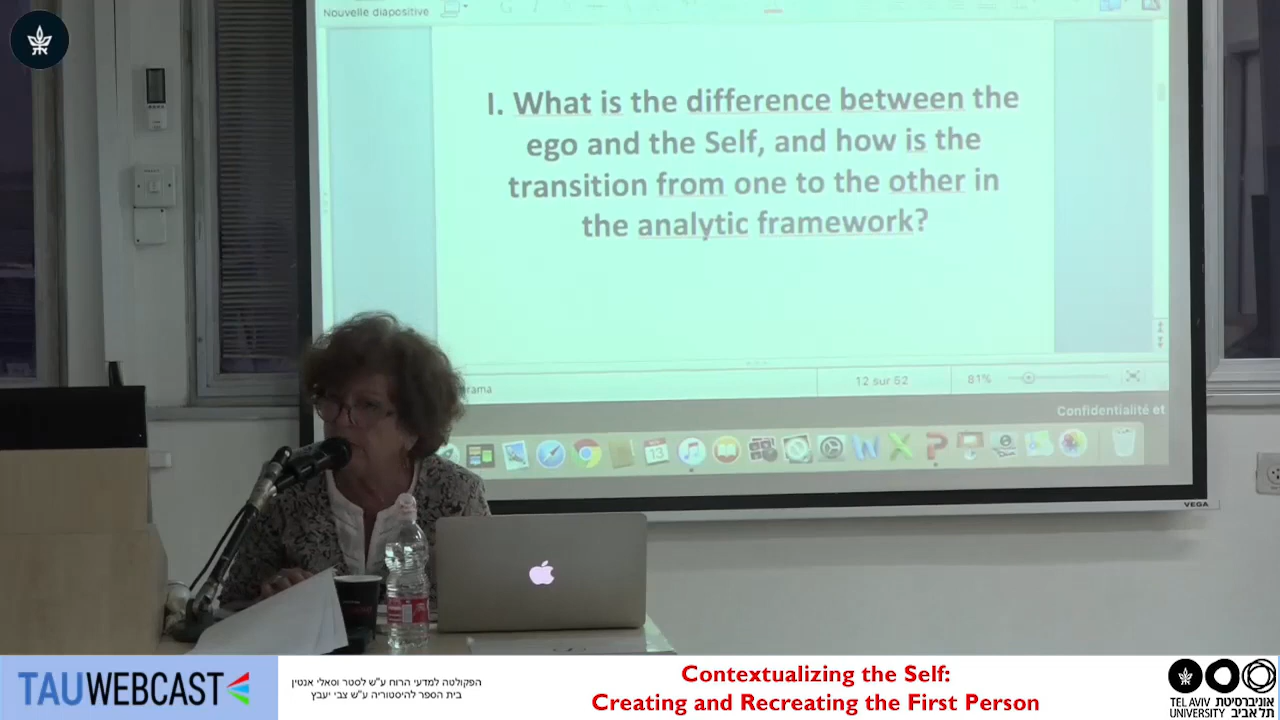 Nouvelle diapositive
I. What is the difference between the
ego and the Self, and how is the
transition from one to the other in
the analytic framework?
12 sur 52
81%
Confidentialité et
VEGA
TAUWEBCAST
הפקולטה למדעי הרוח ע"ש לסטר וסאלי אנטין
בית הספר להיסטוריה ע"ש צבי יעבץ
Contextualizing the Self:
Creating and Recreating the First Person
TEL AVIV אוניברסיטת
UNIVERSITY תל אביב